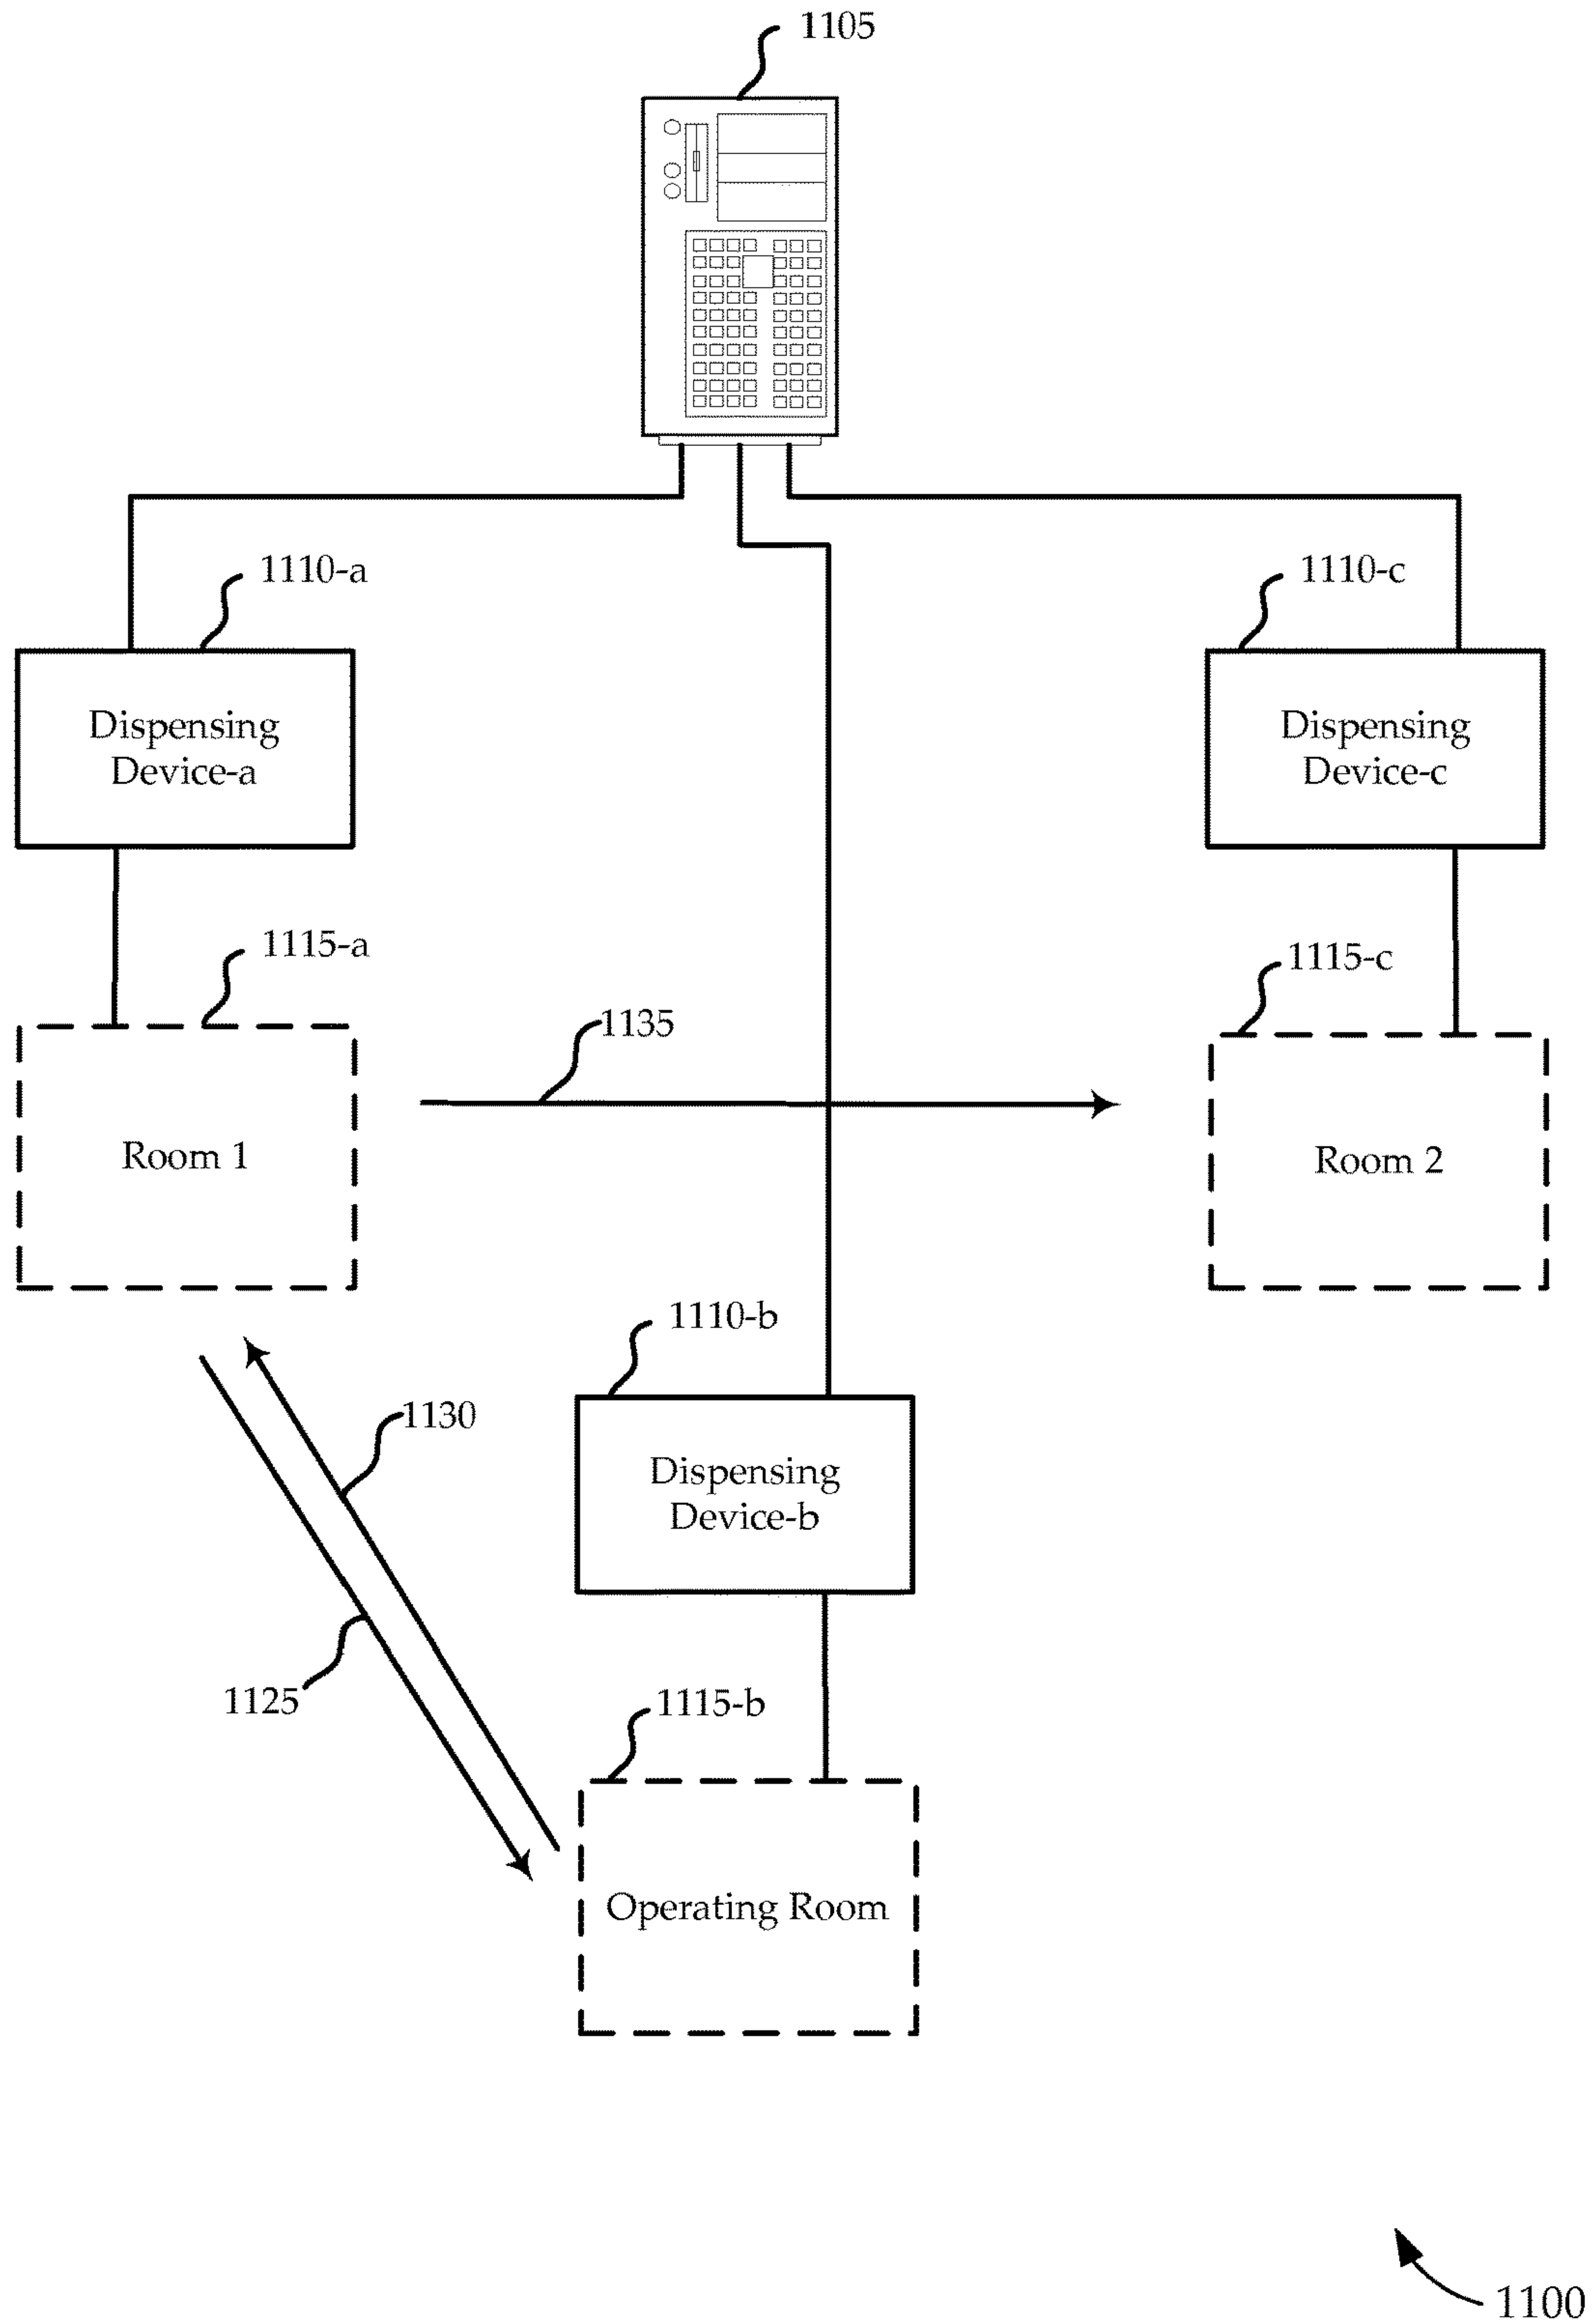 1105
1110-a
1110-c
Dispensing
Device-a
Dispensing
Device-c
1115-a
1115-c
1135
Room 1
Room 2
1110-b
1130
Dispensing
Device-b
1125
1115-b
Operating Room
1100